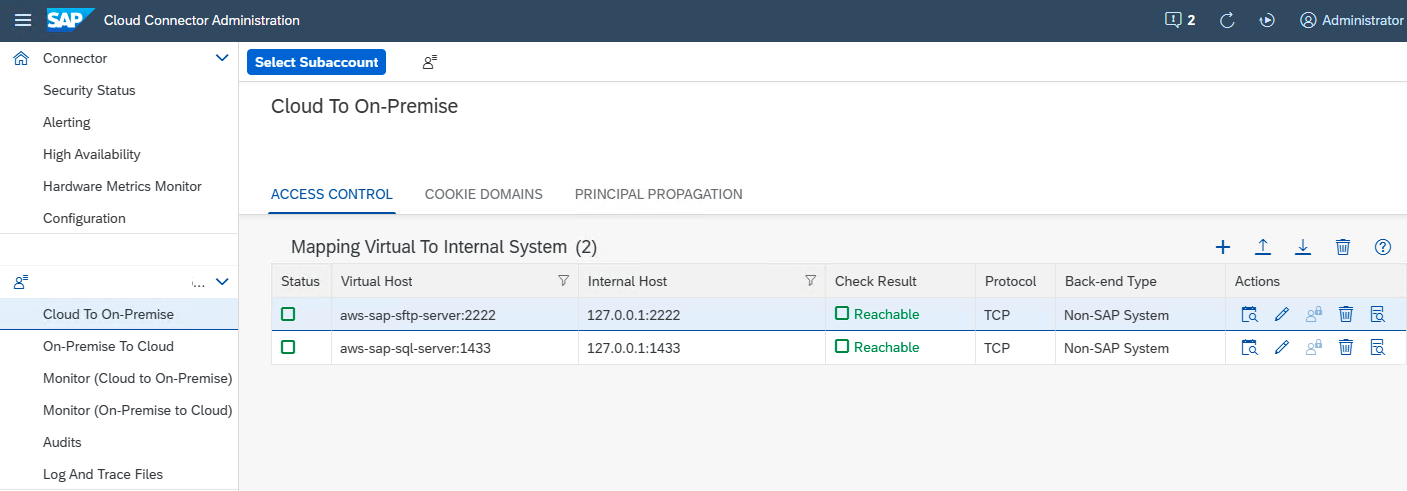 SAP Cloud Connector Administration 2 Administrator
Connector
Security Status
Alerting
High Availability
Hardware Metrics Monitor
Configuration
...
Cloud To On-Premise
On-Premise To Cloud
Monitor (Cloud to On-Premise)
Monitor (On-Premise to Cloud)
Audits
Log And Trace Files
Select Subaccount
Cloud To On-Premise
ACCESS CONTROL COOKIE DOMAINS PRINCIPAL PROPAGATION
Mapping Virtual To Internal System (2)
Status Virtual Host Internal Host Check Result Protocol Back-end Type Actions
aws-sap-sftp-server:2222 127.0.0.1:2222 Reachable TCP Non-SAP System
aws-sap-sql-server:1433 127.0.0.1:1433 Reachable TCP Non-SAP System